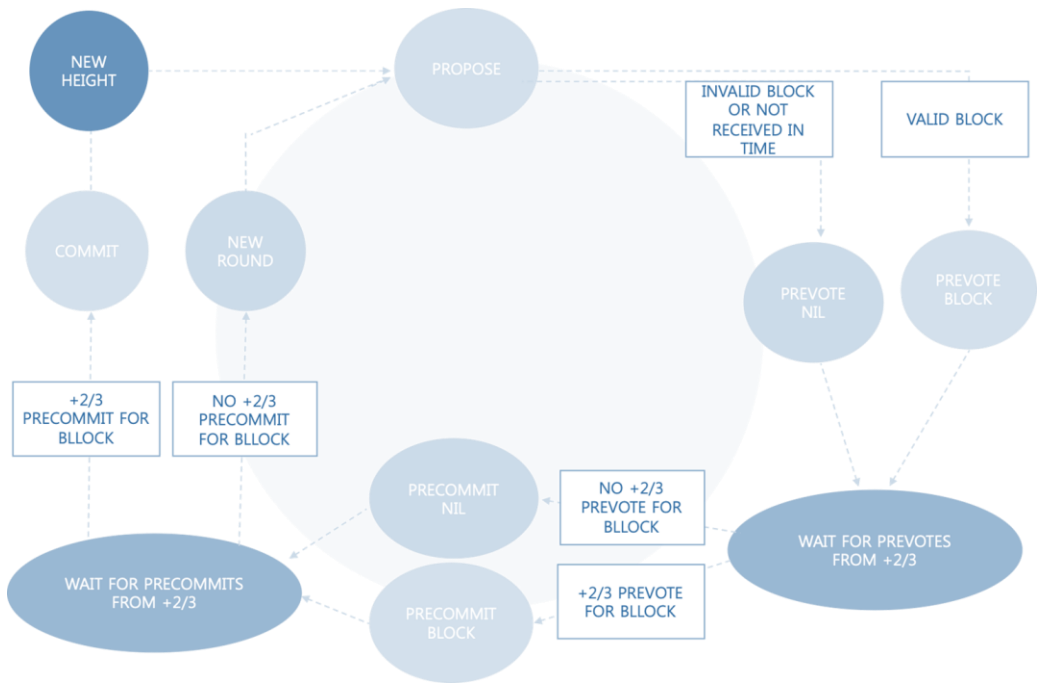 NEW
HEIGHT
PROPOSE
INVALID BLOCK
OR NOT
RECEIVED IN
TIME
VALID BLOCK
COMMIT
NEW
ROUND
PREVOTE
NIL
PREVOTE
BLOCK
+2/3
PRECOMMIT FOR
BLLOCK
NO +2/3
PRECOMMIT
FOR BLLOCK
PRECOMMIT
NIL
NO +2/3
PREVOTE FOR
BLLOCK
WAIT FOR PREVOTES
FROM +2/3
WAIT FOR PRECOMMITS
FROM +2/3
PRECOMMIT
BLOCK
+2/3 PREVOTE
FOR BLLOCK